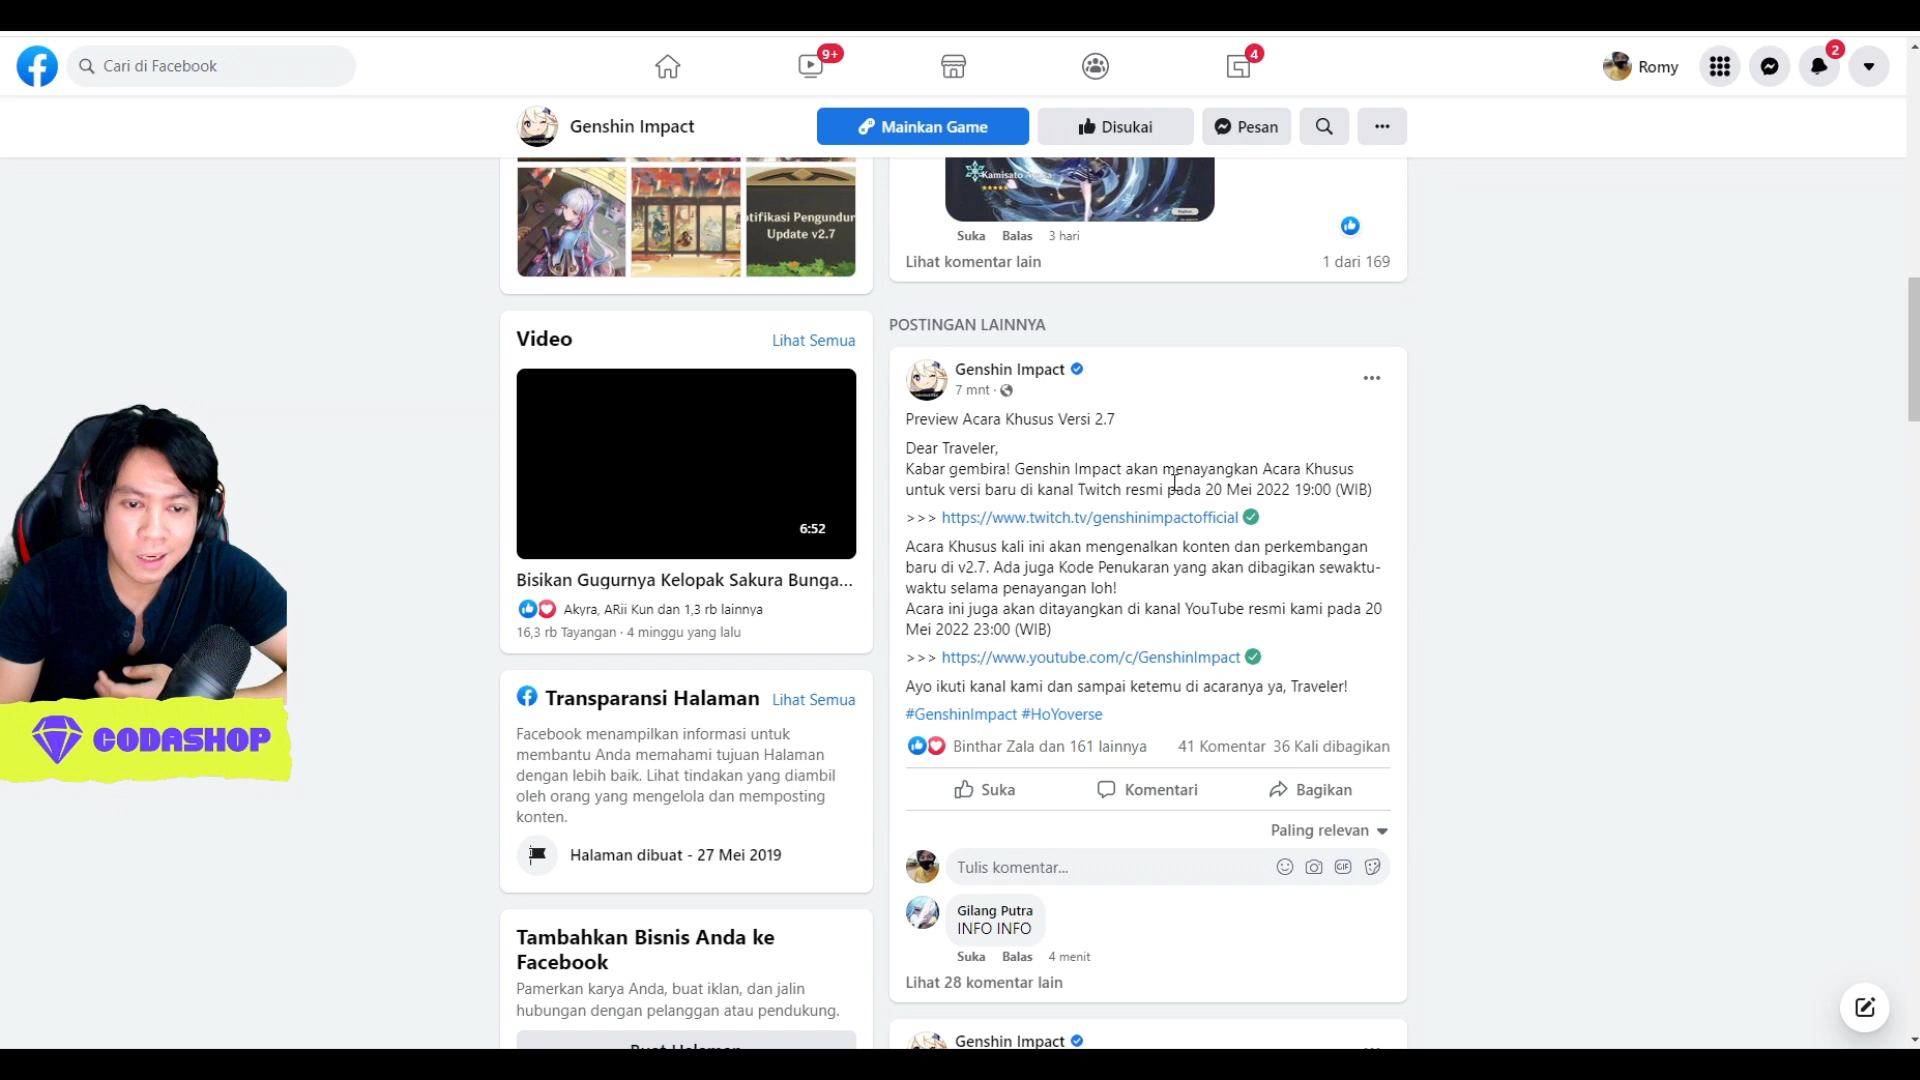 Cari di Facebook
9+
4
Romy
2
Genshin Impact
Mainkan Game
Disukai
Pesan
Notifikasi Pengundur
Update v2.7
Video
Lihat Semua
6:52
Bisikan Gugurnya Kelopak Sakura Bunga...
Akyra, ARii Kun dan 1,3 rb lainnya
16,3 rb Tayangan · 4 minggu yang lalu
Transparansi Halaman
Lihat Semua
Facebook menampilkan informasi untuk
membantu Anda memahami tujuan Halaman
dengan lebih baik. Lihat tindakan yang diambil
oleh orang yang mengelola dan memposting
konten.
Halaman dibuat - 27 Mei 2019
Tambahkan Bisnis Anda ke
Facebook
Pamerkan karya Anda, buat iklan, dan jalin
hubungan dengan pelanggan atau pendukung.
Buat Halaman
Kamisato
Suka Balas 3 hari
Lihat komentar lain
1 dari 169
POSTINGAN LAINNYA
Genshin Impact
7 mnt ·
Preview Acara Khusus Versi 2.7
Dear Traveler,
Kabar gembira! Genshin Impact akan menayangkan Acara Khusus
untuk versi baru di kanal Twitch resmi pada 20 Mei 2022 19:00 (WIB)
>>> https://www.twitch.tv/genshinimpactofficial
Acara Khusus kali ini akan mengenalkan konten dan perkembangan
baru di v2.7. Ada juga Kode Penukaran yang akan dibagikan sewaktu-
waktu selama penayangan loh!
Acara ini juga akan ditayangkan di kanal YouTube resmi kami pada 20
Mei 2022 23:00 (WIB)
>>> https://www.youtube.com/c/GenshinImpact
Ayo ikuti kanal kami dan sampai ketemu di acaranya ya, Traveler!
#GenshinImpact #HoYoverse
Binthar Zala dan 161 lainnya
41 Komentar 36 Kali dibagikan
Suka
Komentari
Bagikan
Paling relevan
Tulis komentar...
GIF
Gilang Putra
INFO INFO
Suka Balas 4 menit
Lihat 28 komentar lain
Genshin Impact
CODASHOP